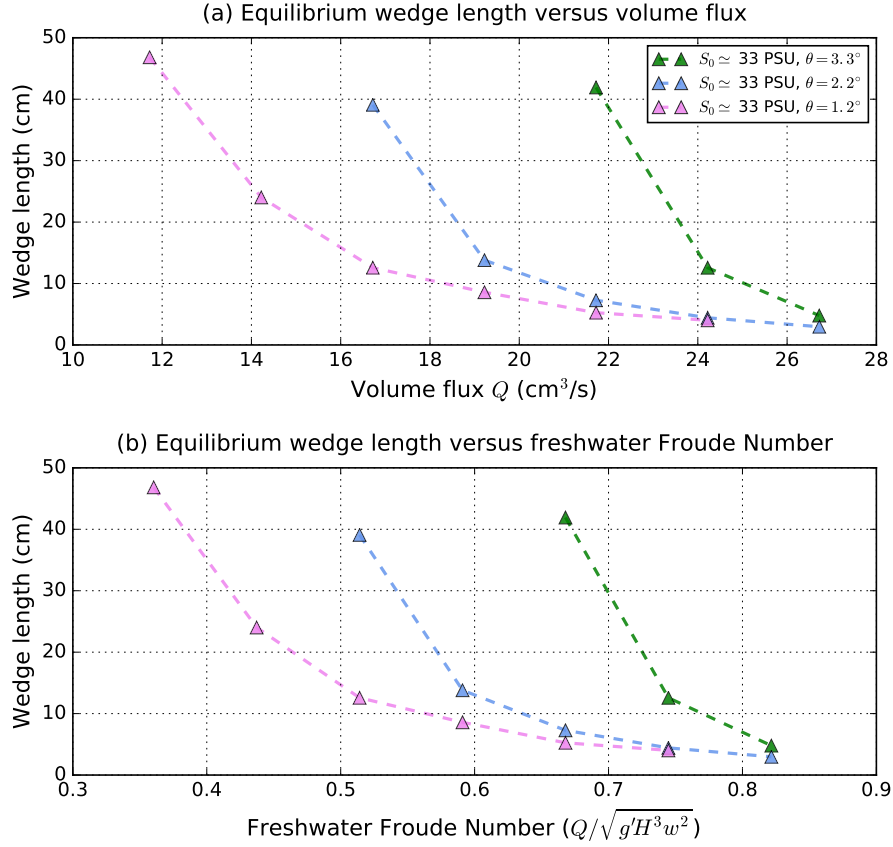 (a) Equilibrium wedge length versus volume flux
50
40
30
20
10
0
Wedge length (cm)
S₀ ≃ 33 PSU, θ = 3.3°
S₀ ≃ 33 PSU, θ = 2.2°
S₀ ≃ 33 PSU, θ = 1.2°
10 12 14 16 18 20 22 24 26 28
Volume flux Q (cm³/s)
(b) Equilibrium wedge length versus freshwater Froude Number
50
40
30
20
10
0
Wedge length (cm)
0.3 0.4 0.5 0.6 0.7 0.8 0.9
Freshwater Froude Number (Q/√g′H³w²)